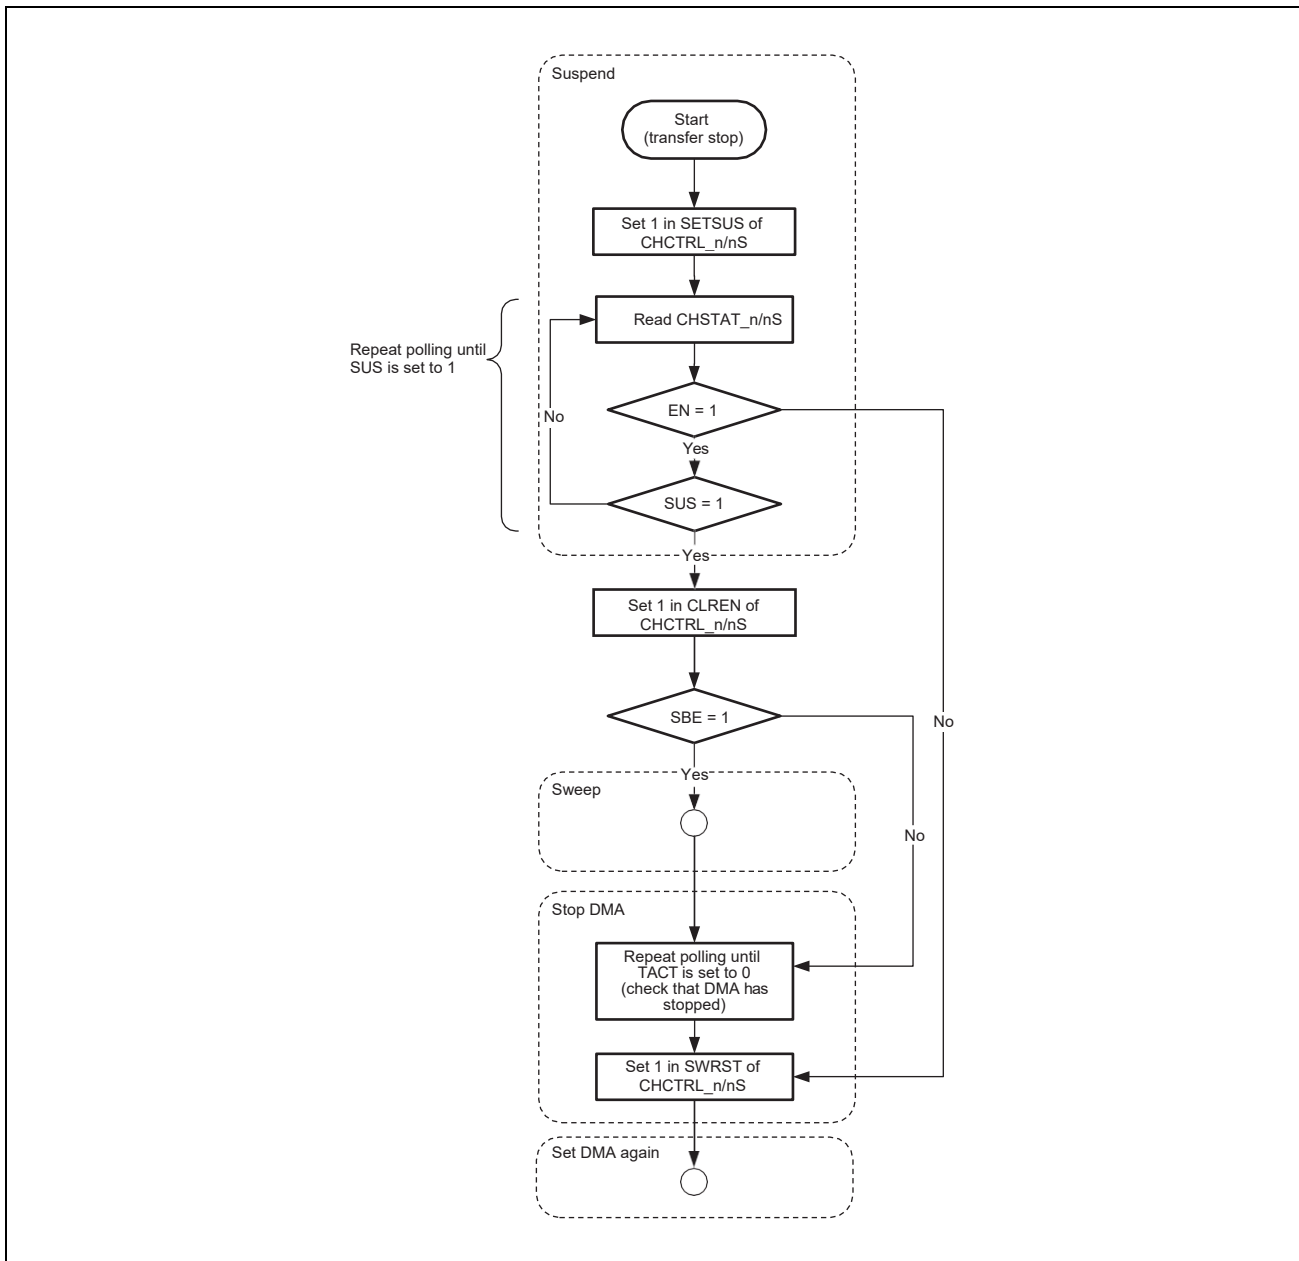 Suspend
Start
(transfer stop)
Set 1 in SETSUS of
CHCTRL_n/nS
Read CHSTAT_n/nS
Repeat polling until
SUS is set to 1
EN = 1
No
Yes
SUS = 1
Yes
Set 1 in CLREN of
CHCTRL_n/nS
SBE = 1
No
Yes
Sweep
No
Stop DMA
Repeat polling until
TACT is set to 0
(check that DMA has
stopped)
Set 1 in SWRST of
CHCTRL_n/nS
Set DMA again